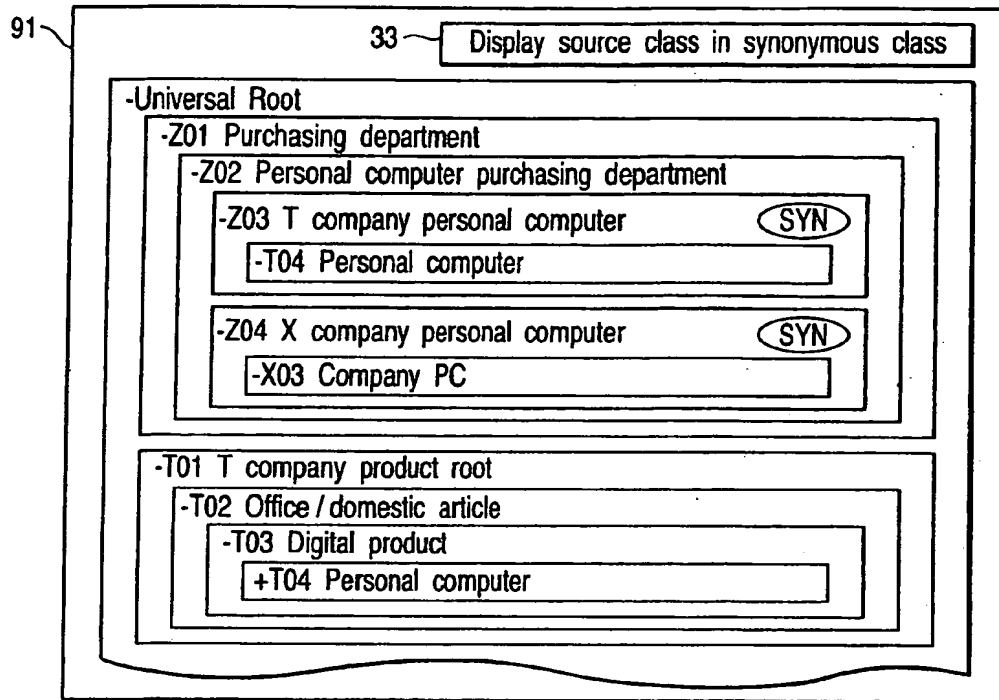 91
33 Display source class in synonymous class
-Universal Root
-Z01 Purchasing department
-Z02 Personal computer purchasing department
-Z03 T company personal computer SYN
-T04 Personal computer
-Z04 X company personal computer SYN
-X03 Company PC
-T01 T company product root
-T02 Office / domestic article
-T03 Digital product
+T04 Personal computer